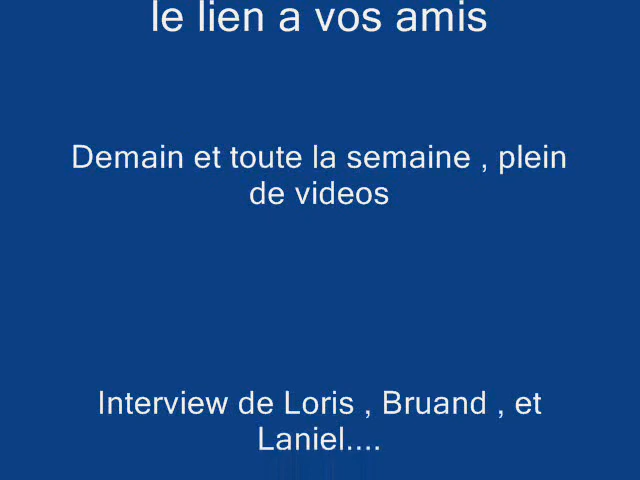 le lien a vos amis
Demain et toute la semaine , plein
de videos
Interview de Loris , Bruand , et
Laniel....